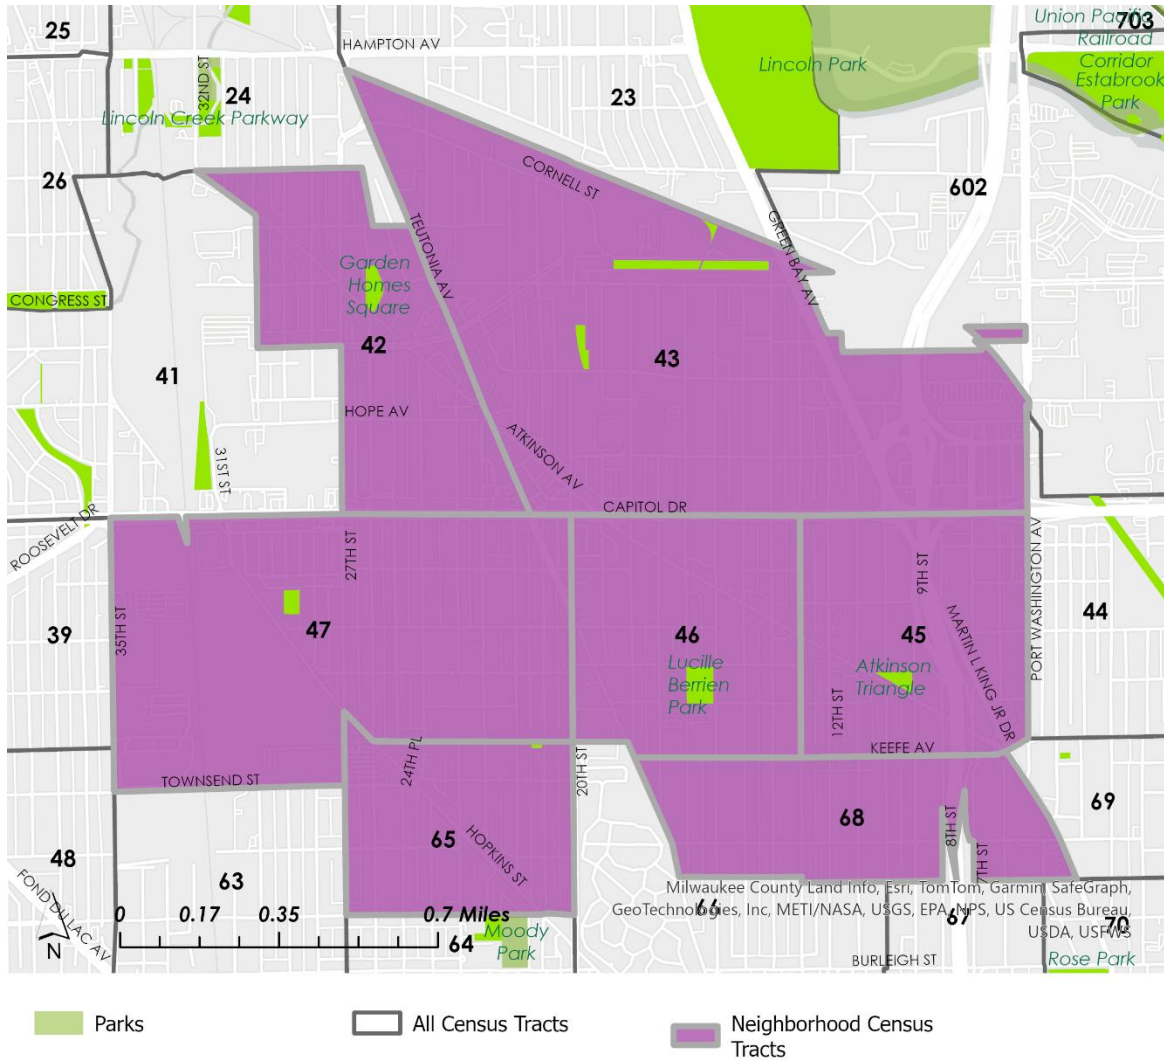 25
HAMPTON AV
Union Pacific
703
Railroad
Corridor
Estabrook
Park
Lincoln Park
32ND ST
24
23
Lincoln Creek Parkway
26
CORNELL ST
602
TEUTONIA AV
GREEN BAY AV
Garden
Homes
Square
CONGRESS ST
42
43
41
HOPE AV
ATKINSON AV
31ST ST
CAPITOL DR
ROOSEVELT DR
27TH ST
9TH ST
PORT WASHINGTON AV
35TH ST
39
47
46
45
44
MARTIN L KING JR DR
Lucille
Berrien
Park
Atkinson
Triangle
12TH ST
KEEFE AV
24TH PL
20TH ST
TOWNSEND ST
69
68
65
8TH ST
HOPKINS ST
48
7TH ST
63
FOND DU LAC AV
Milwaukee County Land Info, Esri, TomTom, Garmin, SafeGraph,
GeoTechnologies, Inc, METI/NASA, USGS, EPA, NPS, US Census Bureau,
USDA, USFWS
66
67
70
0 0.17 0.35 0.7 Miles
N
64
Moody
Park
BURLEIGH ST
Rose Park
Parks
All Census Tracts
Neighborhood Census
Tracts